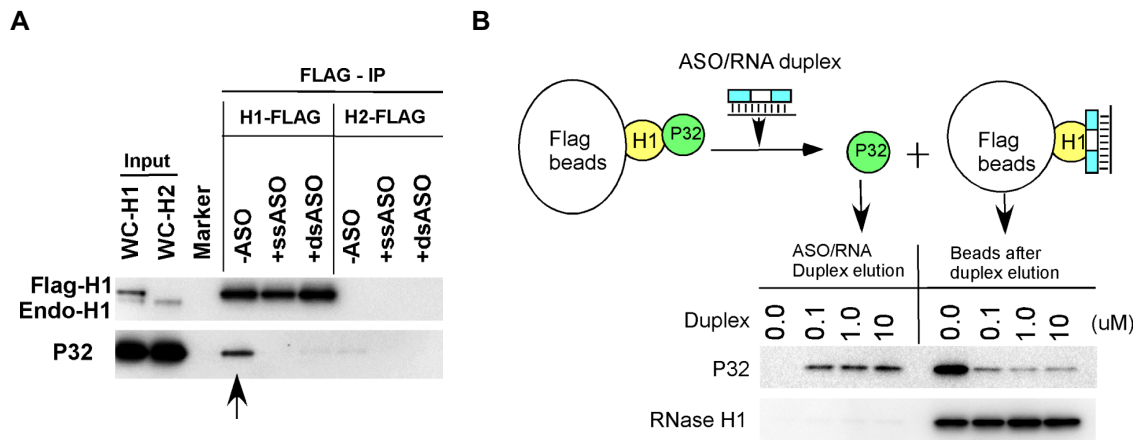 A
FLAG - IP
H1-FLAG
H2-FLAG
Input
WC-H1
WC-H2
Marker
-ASO
+ssASO
+dsASO
-ASO
+ssASO
+dsASO
Flag-H1
Endo-H1
P32
B
ASO/RNA duplex
Flag
beads
H1
P32
P32
+
Flag
beads
H1
ASO/RNA
Duplex elution
Beads after
duplex elution
Duplex
0.0
0.1
1.0
10
0.0
0.1
1.0
10
(uM)
P32
RNase H1